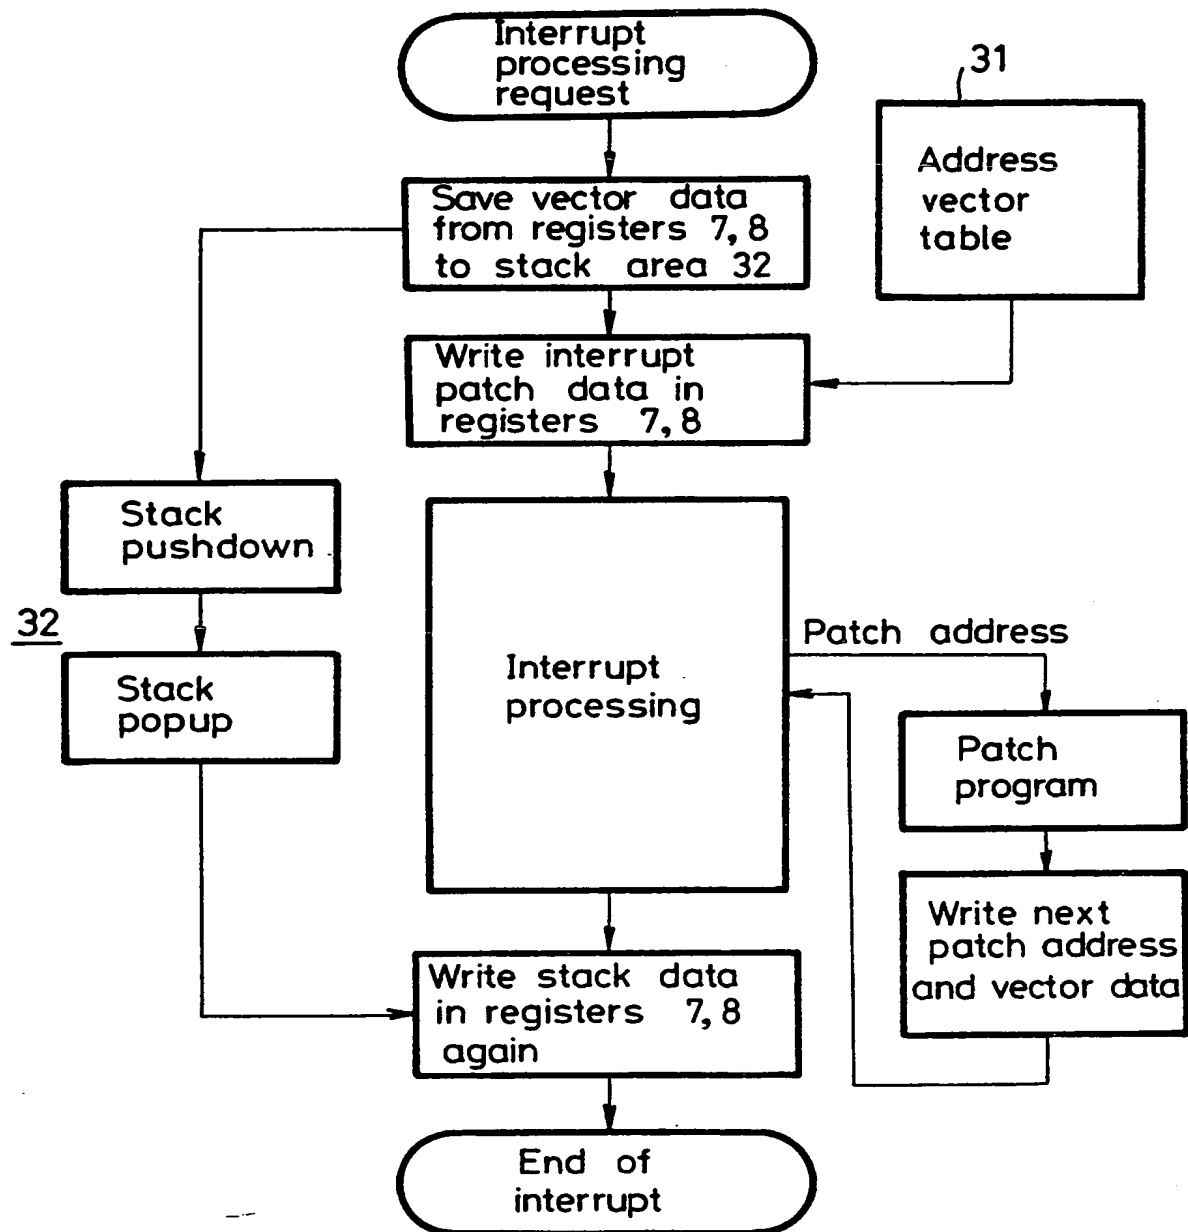 Interrupt
processing
request
31
Address
vector
table
Save vector data
from registers 7, 8
to stack area 32
Write interrupt
patch data in
registers 7, 8
Stack
pushdown
32
Stack
popup
Interrupt
processing
Patch address
Patch
program
Write next
patch address
and vector data
Write stack data
in registers 7, 8
again
End of
interrupt